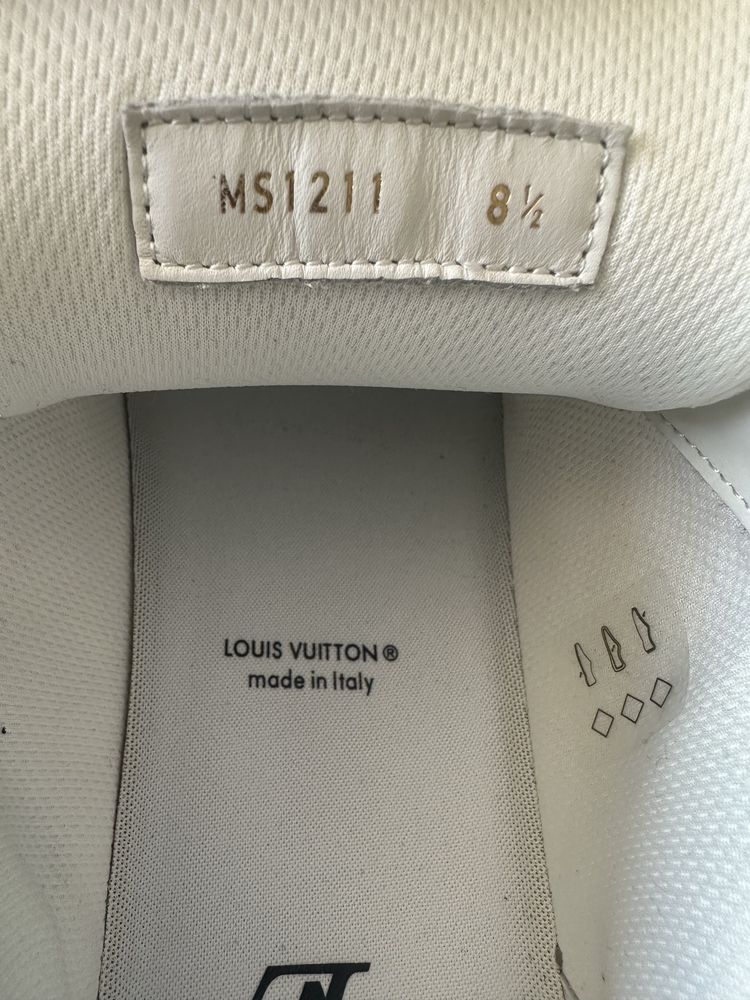 MS1211 8½
LOUIS VUITTON®
made in Italy